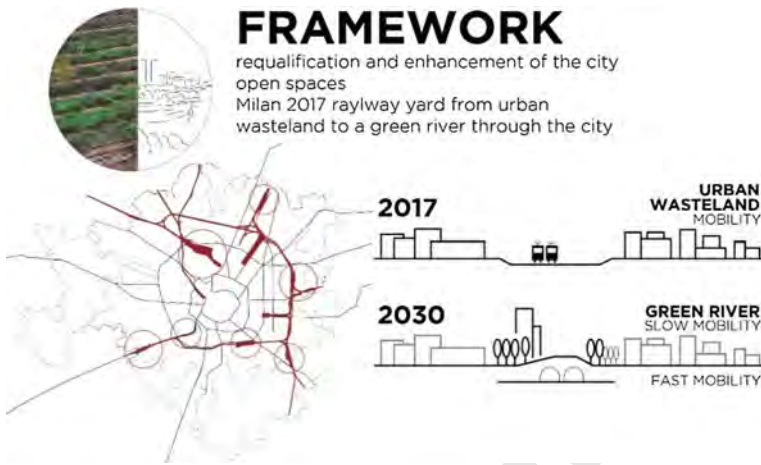 FRAMEWORK
requalification and enhancement of the city
open spaces
Milan 2017 raylway yard from urban
wasteland to a green river through the city
2017
URBAN
WASTELAND
MOBILITY
2030
GREEN RIVER
SLOW MOBILITY
FAST MOBILITY